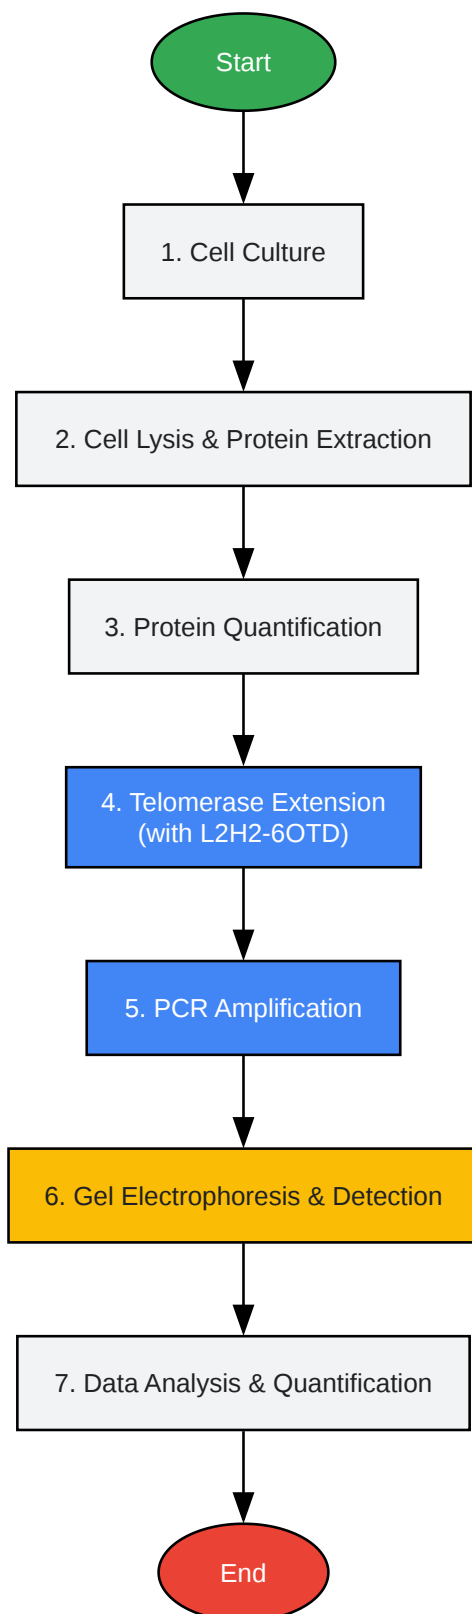 Start
1. Cell Culture
2. Cell Lysis & Protein Extraction
3. Protein Quantification
4. Telomerase Extension
(with L2H2-6OTD)
5. PCR Amplification
6. Gel Electrophoresis & Detection
7. Data Analysis & Quantification
End